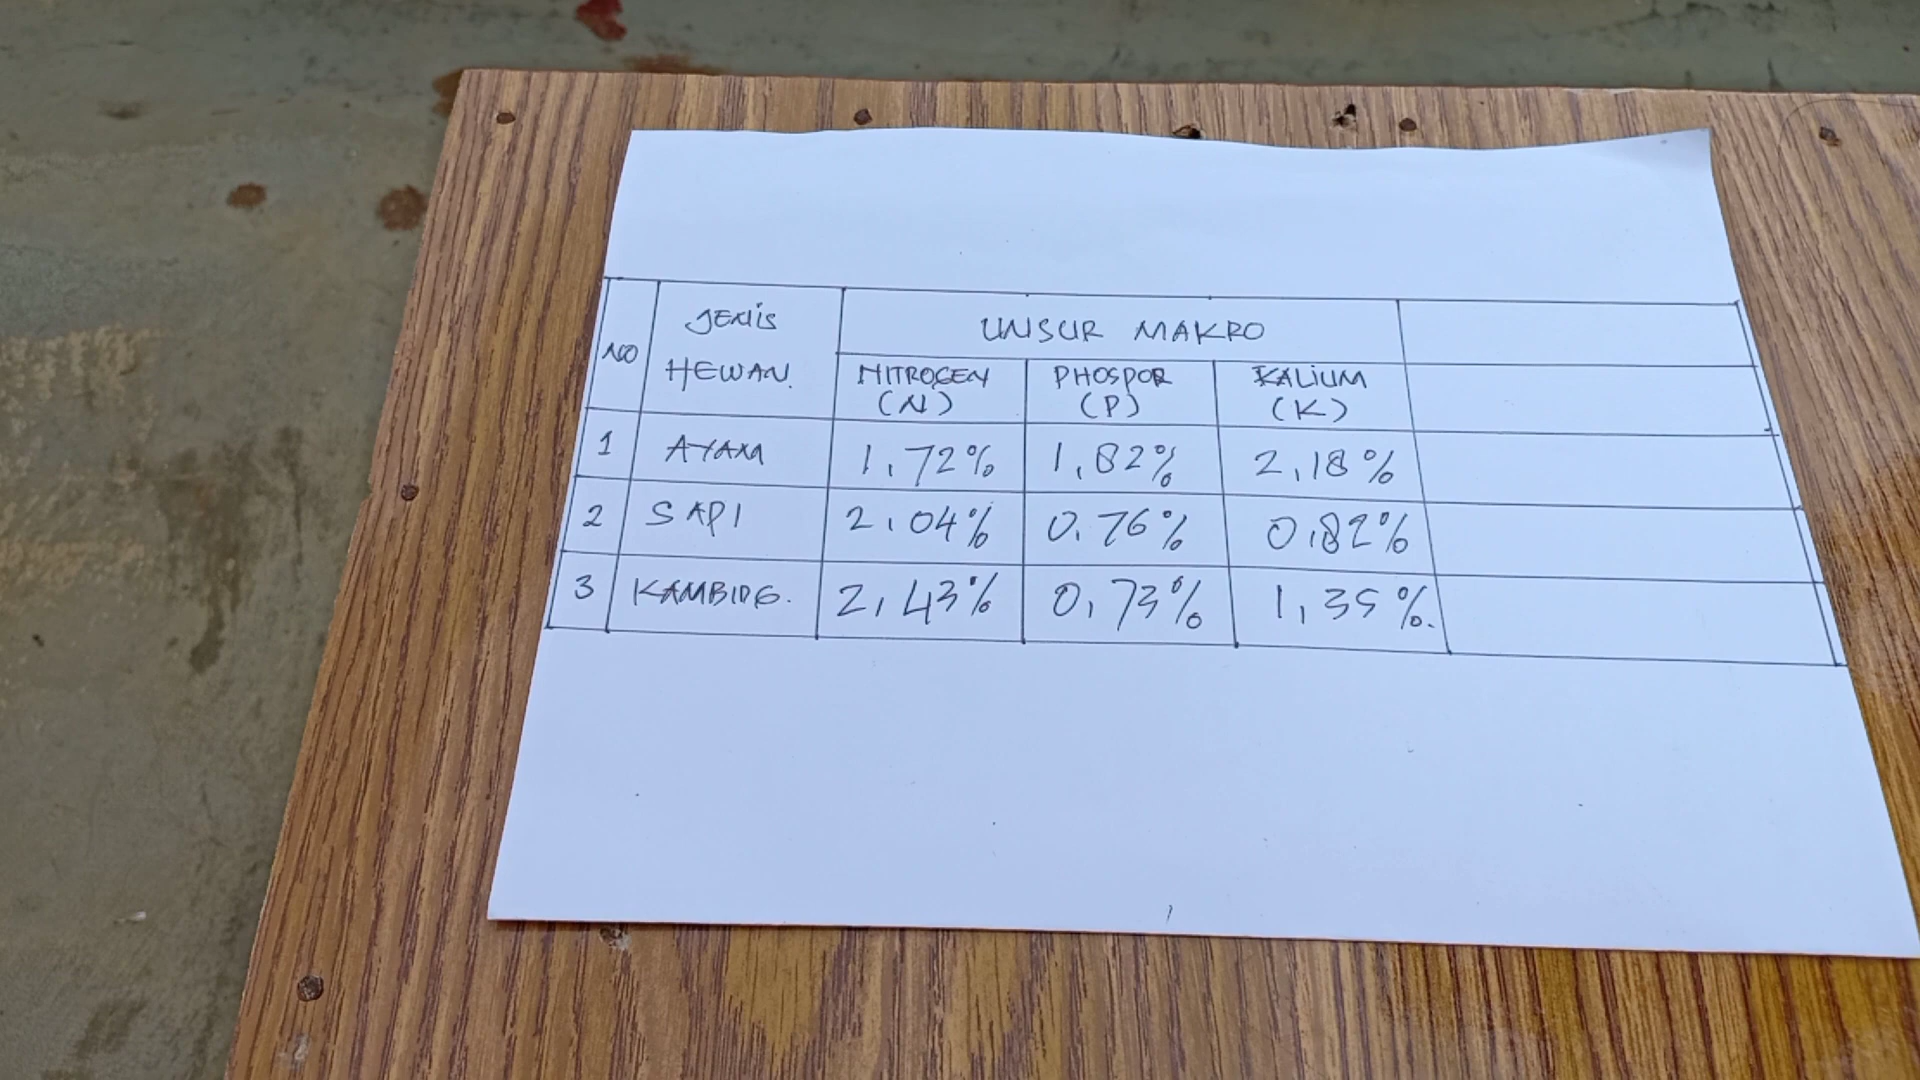 NO JENIS HEWAN. UNSUR MAKRO
NITROGEN (N) PHOSPOR (P) KALIUM (K)
1 AYAM 1,72% 1,82% 2,18%
2 SAPI 2,04% 0,76% 0,82%
3 KAMBING. 2,43% 0,73% 1,35%.